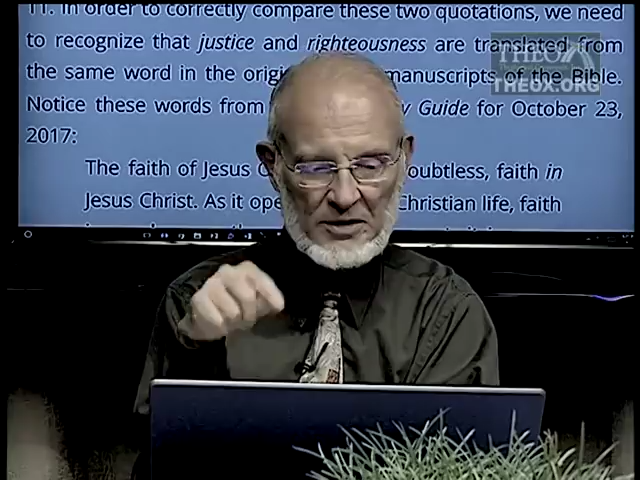 11. In order to correctly compare these two quotations, we need
to recognize that justice and righteousness are translated from
the same word in the manuscripts of the Bible.
Notice these words from Guide for October 23,
2017:
The faith of Jesus doubtless, faith in
Jesus Christ. As it Christian life, faith
THEOX
THEOX.ORG